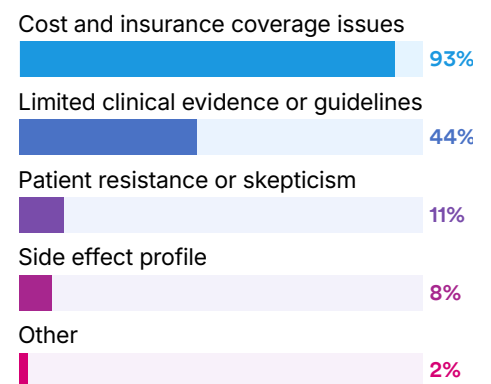 Cost and insurance coverage issues
93%
Limited clinical evidence or guidelines
44%
Patient resistance or skepticism
11%
Side effect profile
8%
Other
2%